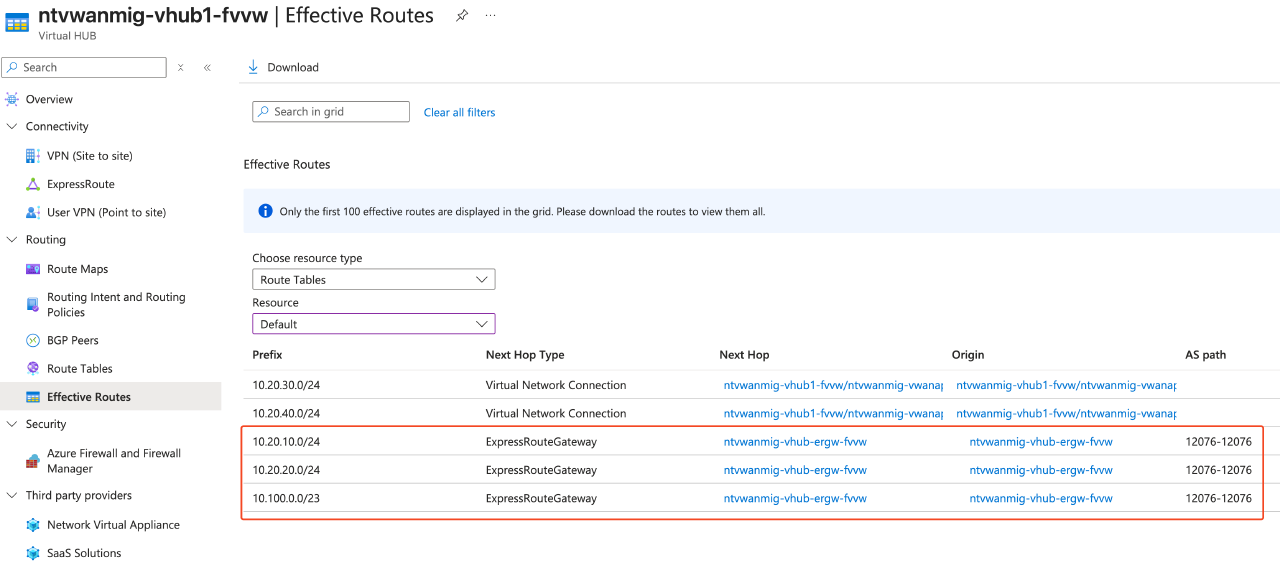 ntvwanmig-vhub1-fvvw | Effective Routes
Virtual HUB
Search
Download
Overview
Connectivity
VPN (Site to site)
ExpressRoute
User VPN (Point to site)
Routing
Route Maps
Routing Intent and Routing
Policies
BGP Peers
Route Tables
Effective Routes
Security
Azure Firewall and Firewall
Manager
Third party providers
Network Virtual Appliance
SaaS Solutions
Search in grid Clear all filters
Effective Routes
Only the first 100 effective routes are displayed in the grid. Please download the routes to view them all.
Choose resource type
Route Tables
Resource
Default
Prefix Next Hop Type Next Hop Origin AS path
10.20.30.0/24 Virtual Network Connection ntvwanmig-vhub1-fvvw/ntvwanmig-vwanap ntvwanmig-vhub1-fvvw/ntvwanmig-vwanap
10.20.40.0/24 Virtual Network Connection ntvwanmig-vhub1-fvvw/ntvwanmig-vwanap ntvwanmig-vhub1-fvvw/ntvwanmig-vwanap
10.20.10.0/24 ExpressRouteGateway ntvwanmig-vhub-ergw-fvvw ntvwanmig-vhub-ergw-fvvw 12076-12076
10.20.20.0/24 ExpressRouteGateway ntvwanmig-vhub-ergw-fvvw ntvwanmig-vhub-ergw-fvvw 12076-12076
10.100.0.0/23 ExpressRouteGateway ntvwanmig-vhub-ergw-fvvw ntvwanmig-vhub-ergw-fvvw 12076-12076